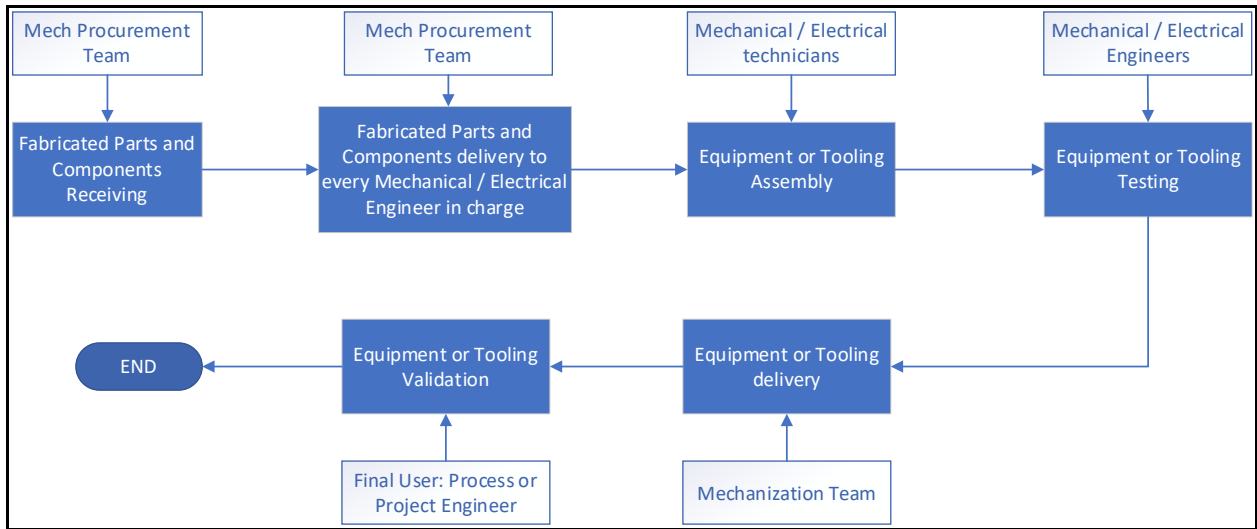 Mech Procurement
Team
Mech Procurement
Team
Mechanical / Electrical
technicians
Mechanical / Electrical
Engineers
Fabricated Parts and
Components
Receiving
Fabricated Parts and
Components delivery to
every Mechanical / Electrical
Engineer in charge
Equipment or Tooling
Assembly
Equipment or Tooling
Testing
END
Equipment or Tooling
Validation
Equipment or Tooling
delivery
Final User: Process or
Project Engineer
Mechanization Team